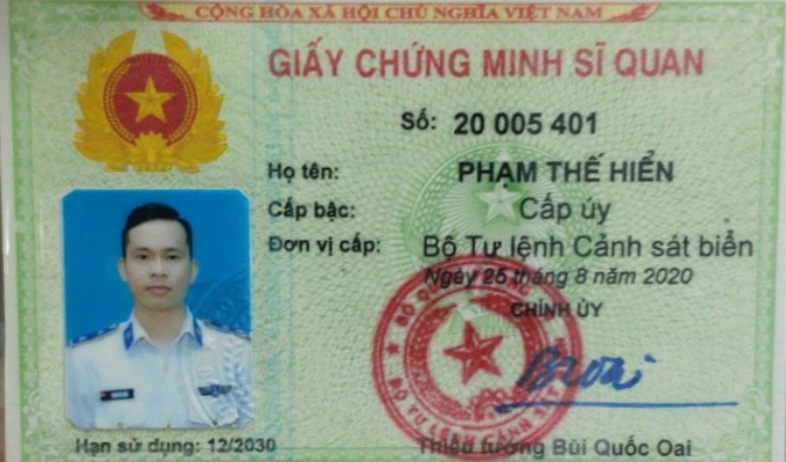 CỘNG HÒA XÃ HỘI CHỦ NGHĨA VIỆT NAM
GIẤY CHỨNG MINH SĨ QUAN
Số: 20 005 401
Họ tên: PHẠM THẾ HIỂN
Cấp bậc: Cấp úy
Đơn vị cấp: Bộ Tư lệnh Cảnh sát biển
Ngày 25 tháng 8 năm 2020
CHÍNH ỦY
BỘ TƯ LỆNH CẢNH SÁT
Hạn sử dụng: 12/2030
Thiếu tướng Bùi Quốc Oai